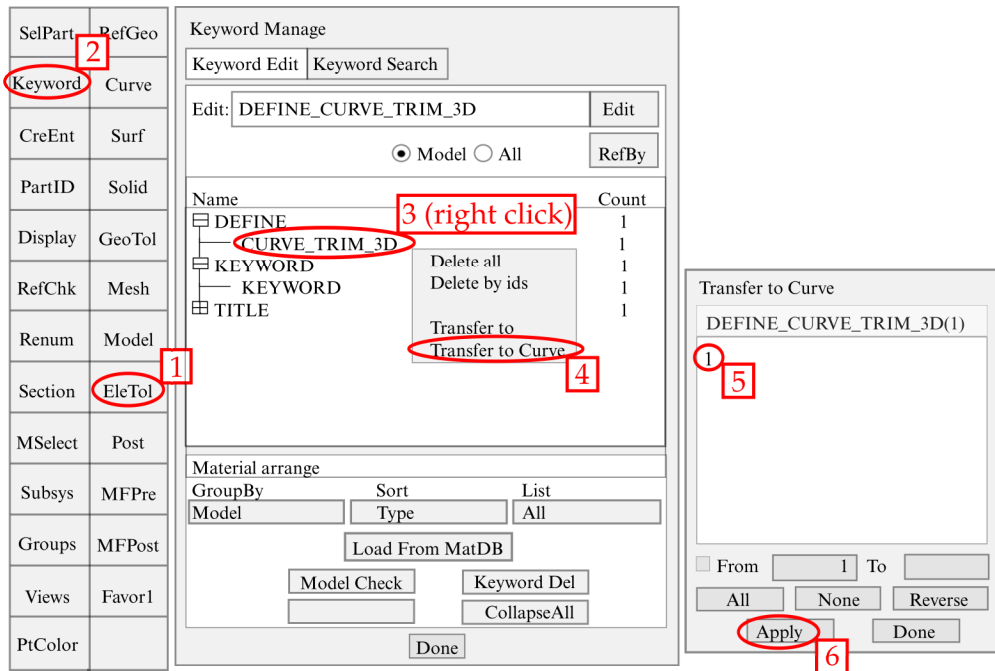 SelPart RefGeo
2
Keyword Curve
CreEnt Surf
PartID Solid
Display GeoTol
RefChk Mesh
Renum Model
1
Section EleTol
MSelect Post
Subsys MFPre
Groups MFPost
Views Favor1
PtColor
Keyword Manage
Keyword Edit Keyword Search
Edit: DEFINE_CURVE_TRIM_3D Edit
Model All RefBy
Name Count
3 (right click)
DEFINE 1
CURVE_TRIM_3D 1
KEYWORD 1
KEYWORD 1
TITLE 1
Delete all
Delete by ids
Transfer to
Transfer to Curve
4
Material arrange
GroupBy Sort List
Model Type All
Load From MatDB
Model Check Keyword Del
CollapseAll
Done
Transfer to Curve
DEFINE_CURVE_TRIM_3D(1)
1
5
From 1 To
All None Reverse
Apply Done
6